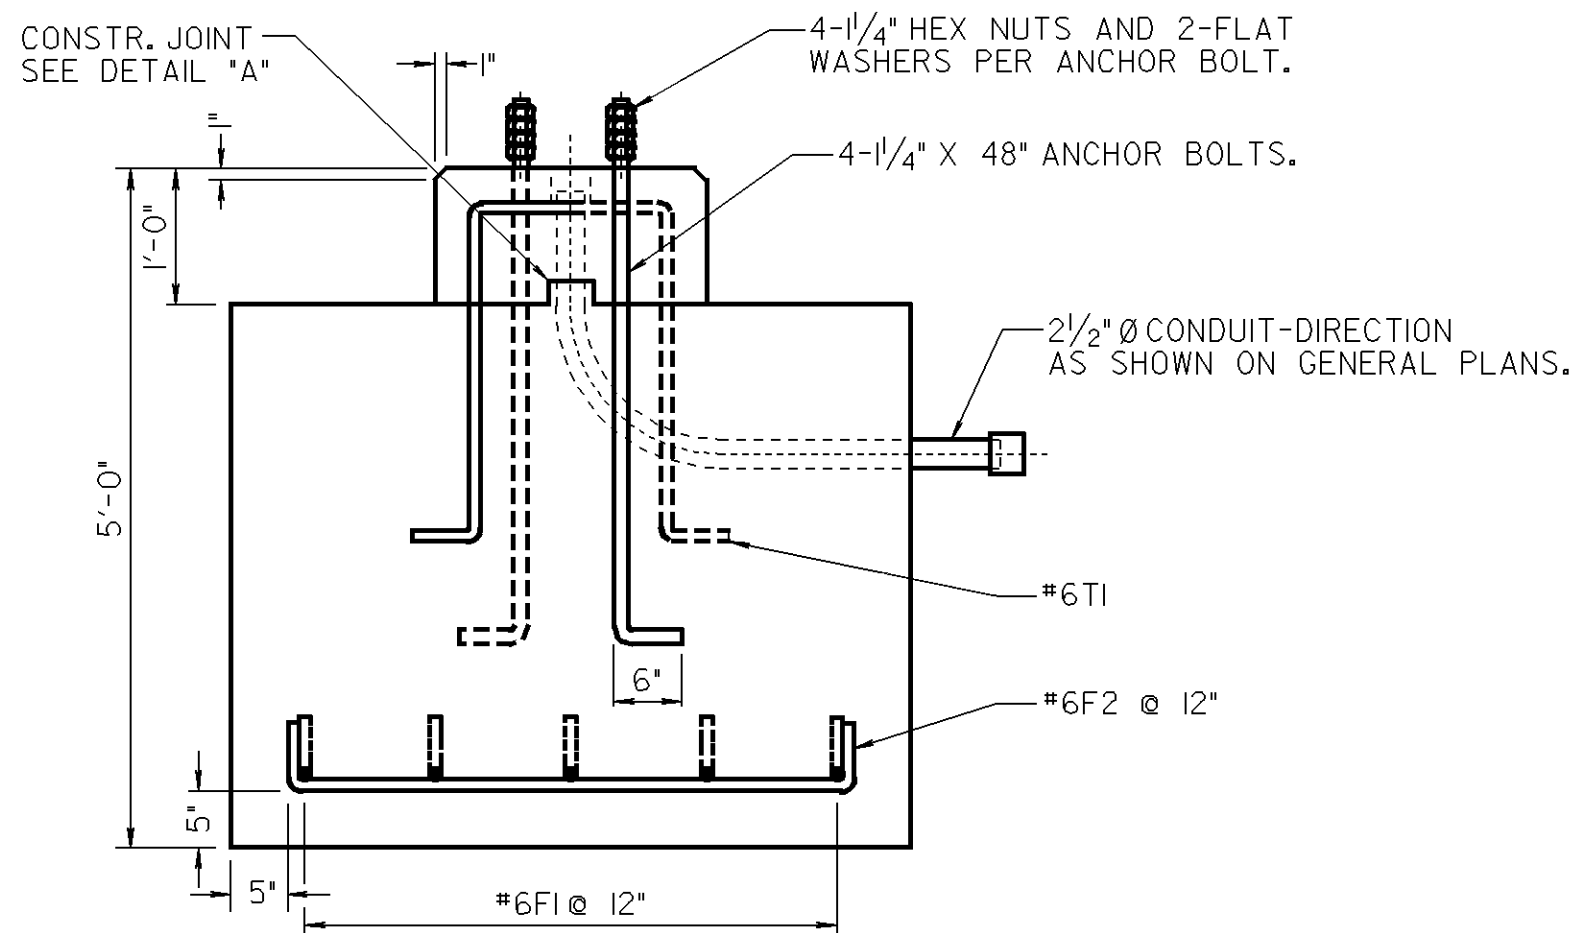 CONSTR. JOINT
SEE DETAIL "A"
1"
4-1 1/4" HEX NUTS AND 2-FLAT
WASHERS PER ANCHOR BOLT.
1"
4-1 1/4" X 48" ANCHOR BOLTS.
1'-0"
2 1/2" Ø CONDUIT-DIRECTION
AS SHOWN ON GENERAL PLANS.
5'-0"
#6T1
6"
#6F2 @ 12"
5"
5"
#6F1 @ 12"